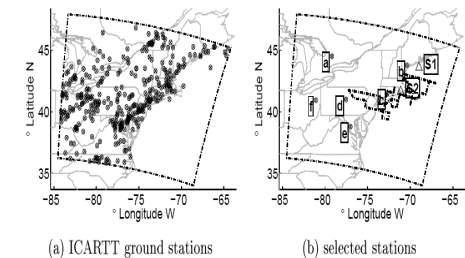 45
40
35
° Latitude N
−85 −80 −75 −70 −65
° Longitude W
(a) ICARTT ground stations
45
40
35
° Latitude N
a
b
S1
S2
f
d
e
−85 −80 −75 −70 −65
° Longitude W
(b) selected stations